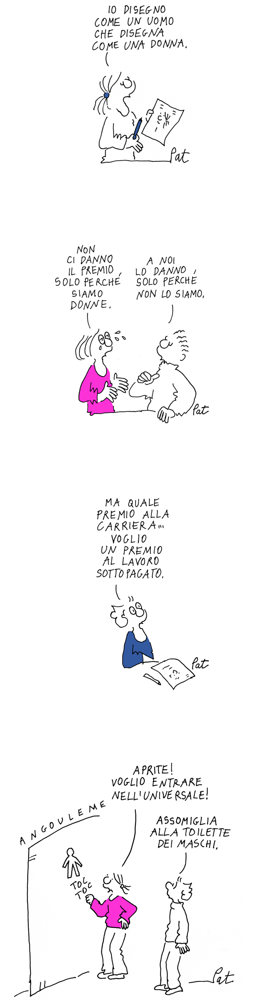 IO DISEGNO
COME UN UOMO
CHE DISEGNA
COME UNA DONNA.
Pat
NON
CI DANNO
IL PREMIO,
SOLO PERCHÉ
SIAMO
DONNE.
A NOI
LO DANNO,
SOLO PERCHÉ
NON LO SIAMO.
Pat
MA QUALE
PREMIO ALLA
CARRIERA...
VOGLIO
UN PREMIO
AL LAVORO
SOTTOPAGATO.
Pat
APRITE!
VOGLIO ENTRARE
NELL'UNIVERSALE!
ANGOULEME
ASSOMIGLIA
ALLA TOILETTE
DEI MASCHI.
TOC
TOC
Pat